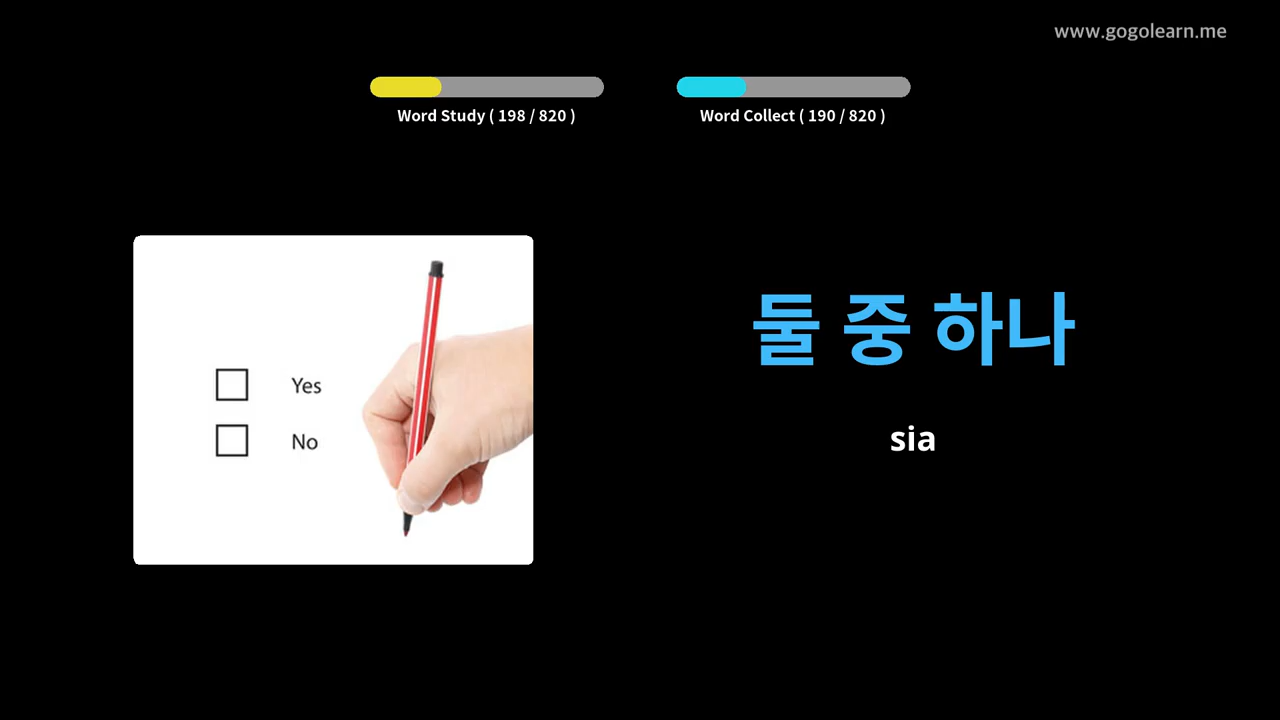 www.gogolearn.me
Word Study ( 198 / 820 )
Word Collect ( 190 / 820 )
Yes
No
둘 중 하나
sia